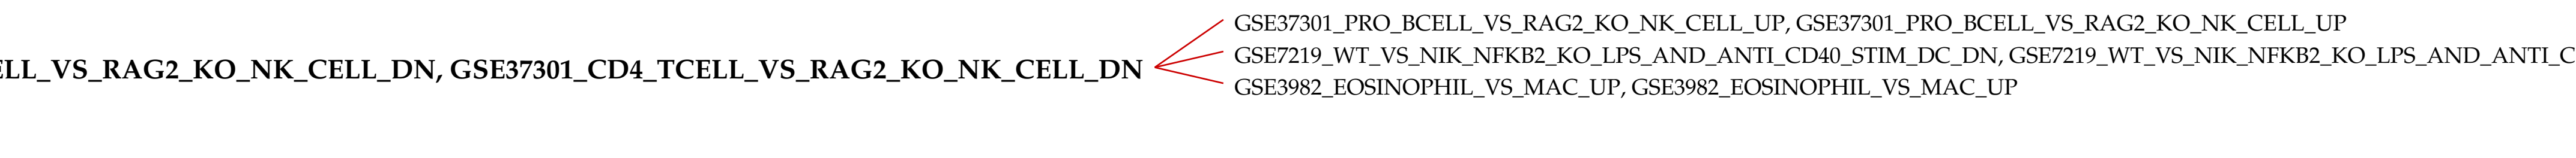 GSE37301_PRO_BCELL_VS_RAG2_KO_NK_CELL_UP, GSE37301_PRO_BCELL_VS_RAG2_KO_NK_CELL_UP
ELL_VS_RAG2_KO_NK_CELL_DN, GSE37301_CD4_TCELL_VS_RAG2_KO_NK_CELL_DN
GSE7219_WT_VS_NIK_NFKB2_KO_LPS_AND_ANTI_CD40_STIM_DC_DN, GSE7219_WT_VS_NIK_NFKB2_KO_LPS_AND_ANTI_C
GSE3982_EOSINOPHIL_VS_MAC_UP, GSE3982_EOSINOPHIL_VS_MAC_UP